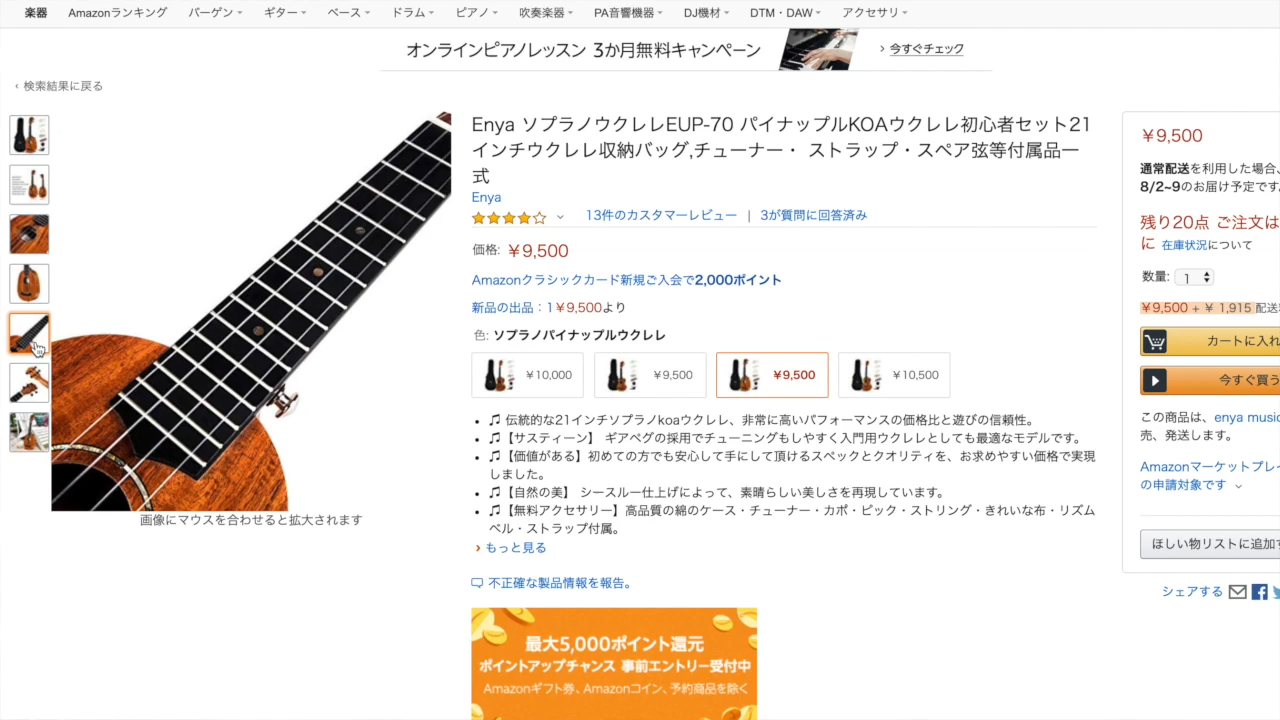 楽器 Amazonランキング バーゲン ギター ベース ドラム ピアノ 吹奏楽器 PA音響機器 DJ機材 DTM・DAW アクセサリ
オンラインピアノレッスン 3か月無料キャンペーン › 今すぐチェック
‹ 検索結果に戻る
Enya ソプラノウクレレEUP-70 パイナップルKOAウクレレ初心者セット21
インチウクレレ収納バッグ,チューナー・ ストラップ・スペア弦等付属品一
式
Enya
13件のカスタマーレビュー | 3が質問に回答済み
価格: ￥9,500
Amazonクラシックカード新規ご入会で2,000ポイント
新品の出品：1￥9,500より
色: ソプラノパイナップルウクレレ
￥10,000 ￥9,500 ￥9,500 ￥10,500
• ♫ 伝統的な21インチソプラノkoaウクレレ、非常に高いパフォーマンスの価格比と遊びの信頼性。
• ♫【サスティーン】 ギアペグの採用でチューニングもしやすく入門用ウクレレとしても最適なモデルです。
• ♫【価値がある】初めての方でも安心して手にして頂けるスペックとクオリティを、お求めやすい価格で実現
しました。
• ♫【自然の美】 シースルー仕上げによって、素晴らしい美しさを再現しています。
• ♫【無料アクセサリー】高品質の綿のケース・チューナー・カポ・ピック・ストリング・きれいな布・リズム
ベル・ストラップ付属。
› もっと見る
不正確な製品情報を報告。
最大5,000ポイント還元
ポイントアップチャンス 事前エントリー受付中
Amazonギフト券、Amazonコイン、予約商品を除く
画像にマウスを合わせると拡大されます
￥9,500
通常配送を利用した場合、
8/2~9のお届け予定です
残り20点 ご注文は
に 在庫状況について
数量: 1
￥9,500 + ￥ 1,915 配送
カートに入れ
今すぐ買う
この商品は、enya music
売、発送します。
Amazonマーケットプレイ
の申請対象です
ほしい物リストに追加す
シェアする